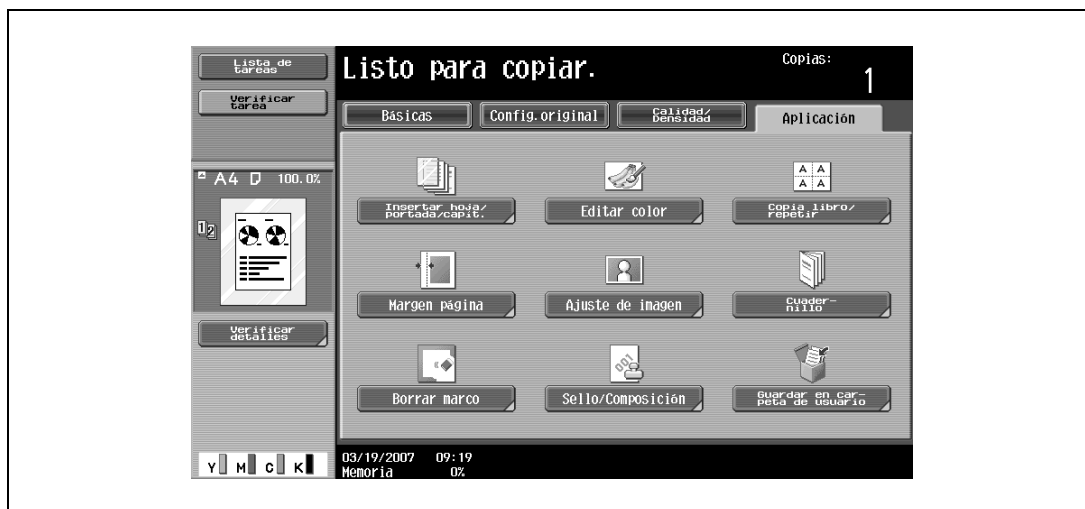 Lista de
tareas
Verificar
tarea
Listo para copiar.
Copias:
1
Básicas
Config.original
Calidad/
Densidad
Aplicación
A4 100.0%
12
Insertar hoja/
portada/capít.
Editar color
A A
A A
Copia libro/
repetir
Margen página
Ajuste de imagen
Cuader-
nillo
Verificar
detalles
001
Borrar marco
Sello/Composición
Guardar en car-
peta de usuario
Y M C K
03/19/2007 09:19
Memoria 0%